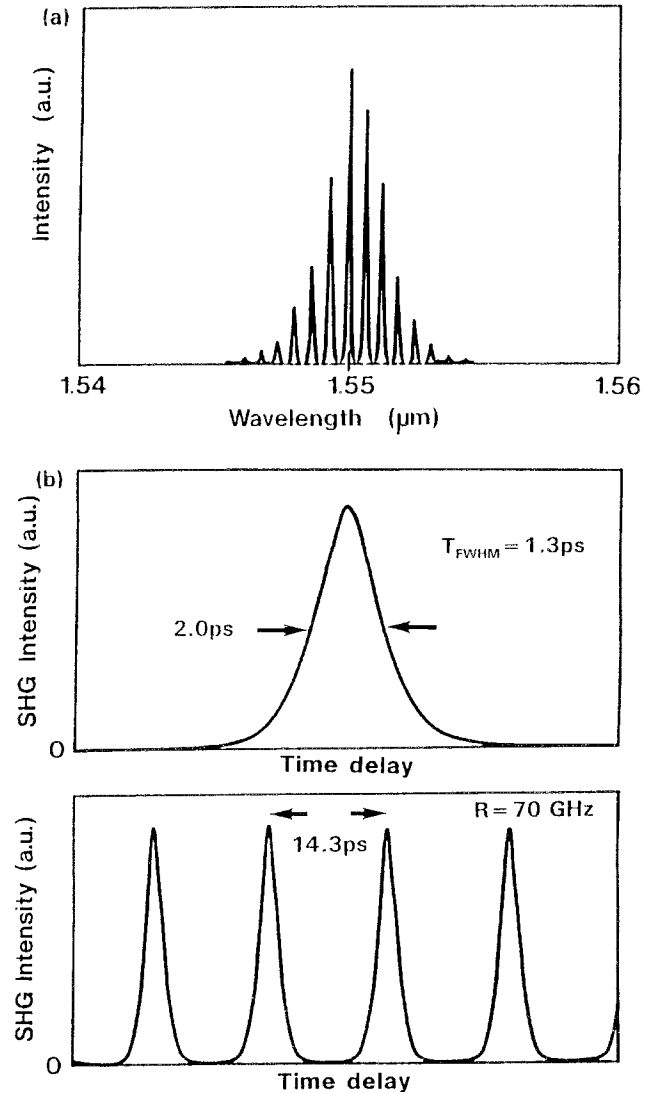 (a)
Intensity (a.u.)
1.54
1.55
1.56
Wavelength (μm)
(b)
SHG Intensity (a.u.)
T_FWHM = 1.3ps
2.0ps
0
Time delay
SHG Intensity (a.u.)
R = 70 GHz
14.3ps
0
Time delay